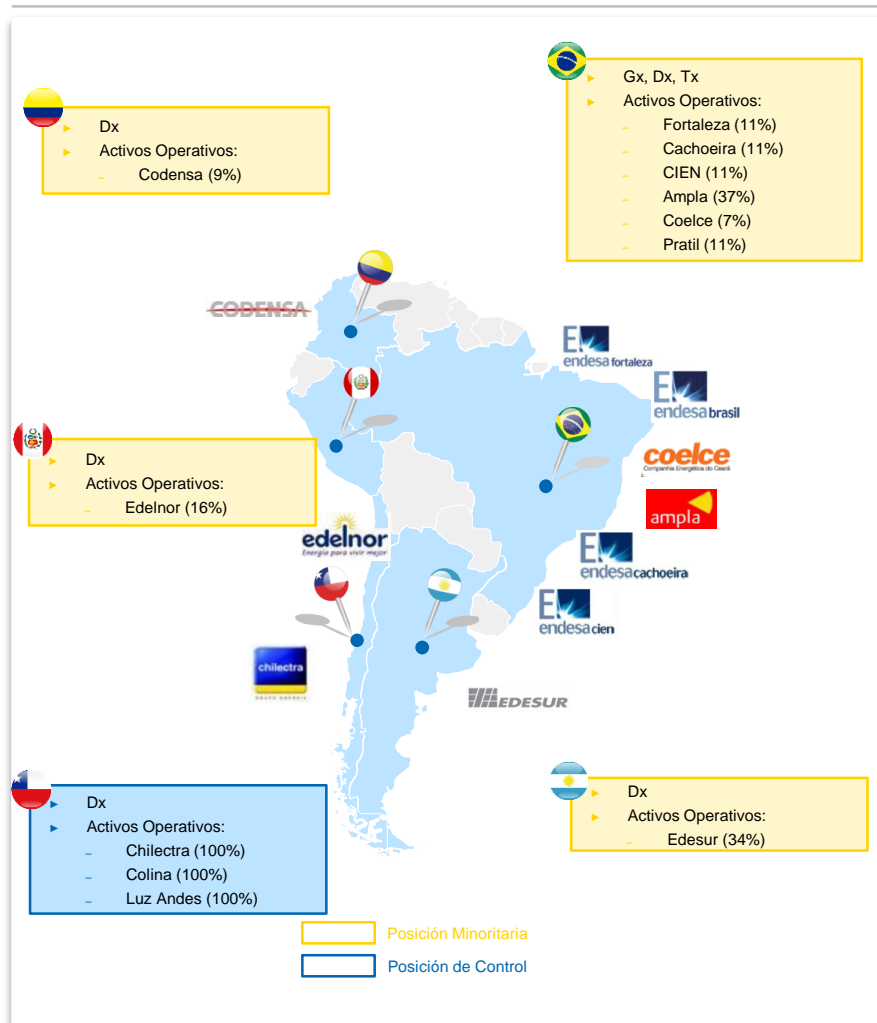 Gx, Dx, Tx
Activos Operativos:
Fortaleza (11%)
Cachoeira (11%)
CIEN (11%)
Ampla (37%)
Coelce (7%)
Pratil (11%)
Dx
Activos Operativos:
Codensa (9%)
CODENSA
endesa fortaleza
endesa brasil
coelce
Companhia Energética do Ceará
ampla
Dx
Activos Operativos:
Edelnor (16%)
edelnor
Energía para vivir mejor
endesa cachoeira
endesa cien
chilectra
GRUPO ENERSIS
EDESUR
Dx
Activos Operativos:
Chilectra (100%)
Colina (100%)
Luz Andes (100%)
Dx
Activos Operativos:
Edesur (34%)
Posición Minoritaria
Posición de Control